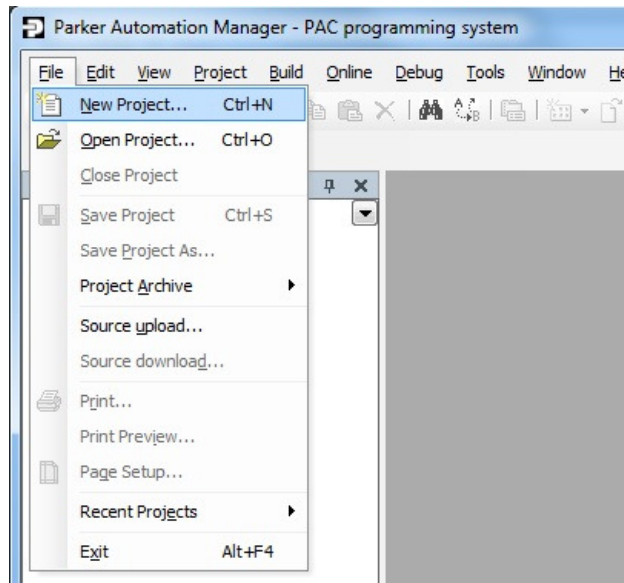 Parker Automation Manager - PAC programming system
File Edit View Project Build Online Debug Tools Window He
New Project... Ctrl+N
Open Project... Ctrl+O
Close Project
Save Project Ctrl+S
Save Project As...
Project Archive
Source upload...
Source download...
Print...
Print Preview...
Page Setup...
Recent Projects
Exit Alt+F4